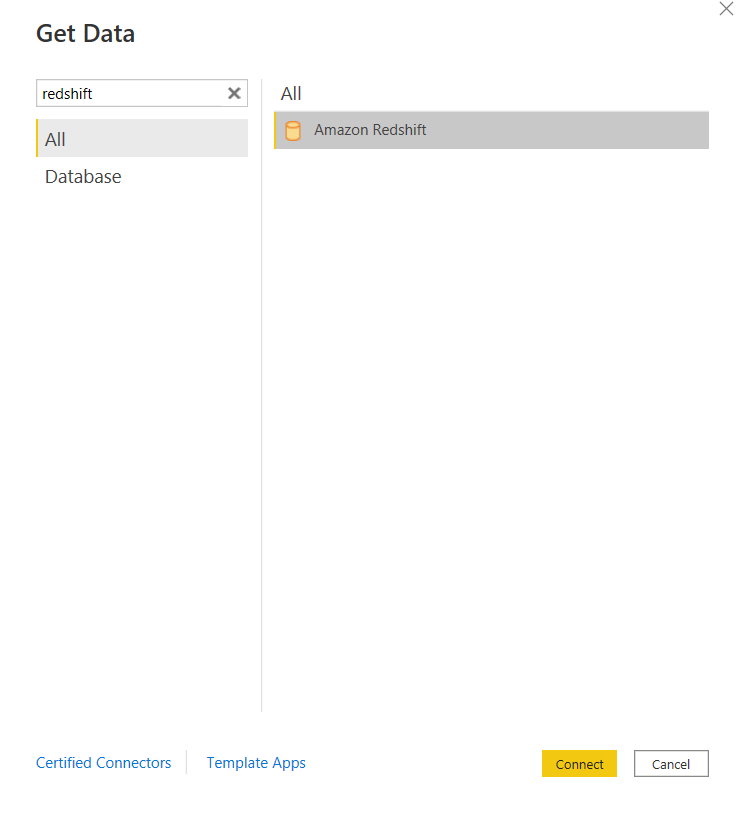 Get Data
redshift
All
Database
All
Amazon Redshift
Certified Connectors
Template Apps
Connect
Cancel